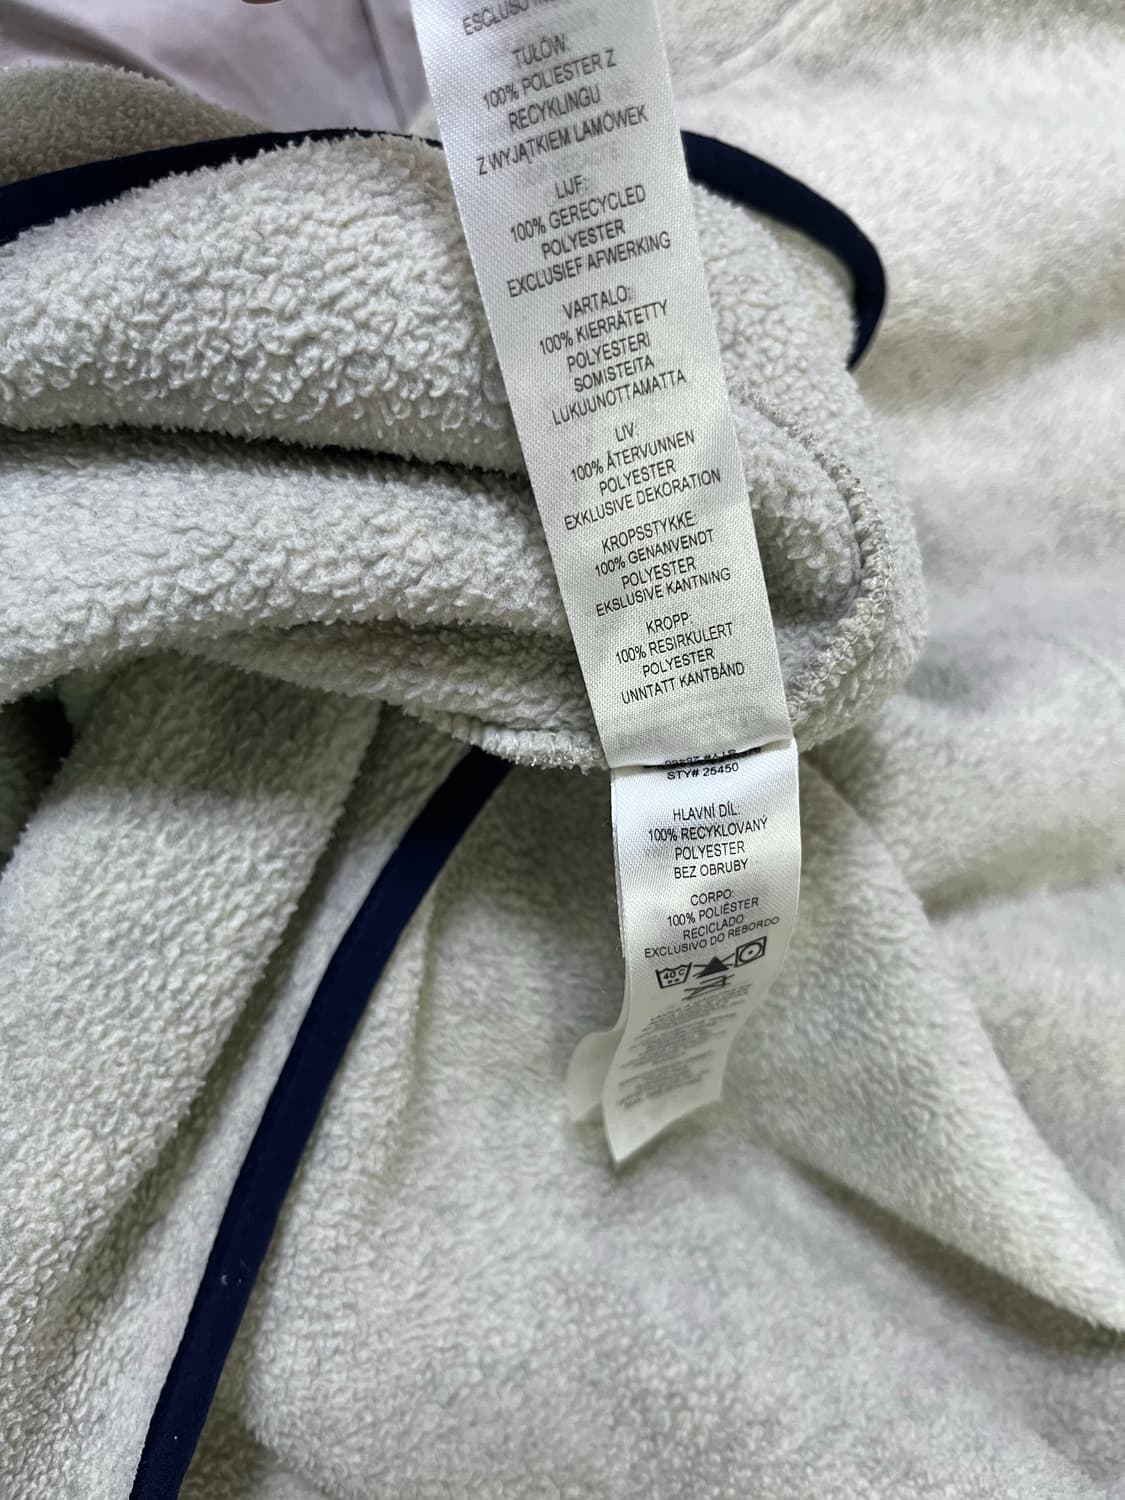 ESCLUSO
TUŁÓW:
100% POLIESTER Z
RECYKLINGU
Z WYJĄTKIEM LAMÓWEK
LIJF:
100% GERECYCLED
POLYESTER
EXCLUSIEF AFWERKING
VARTALO:
100% KIERRÄTETTY
POLYESTERI
SOMISTEITA
LUKUUNOTTAMATTA
LIV:
100% ÅTERVUNNEN
POLYESTER
EXKLUSIVE DEKORATION
KROPSSTYKKE:
100% GENANVENDT
POLYESTER
EKSLUSIVE KANTNING
KROPP:
100% RESIRKULERT
POLYESTER
UNNTATT KANTBÅND
STY# 25450
HLAVNÍ DÍL:
100% RECYKLOVANÝ
POLYESTER
BEZ OBRUBY
CORPO:
100% POLIÉSTER
RECICLADO
EXCLUSIVO DO REBORDO
40 C